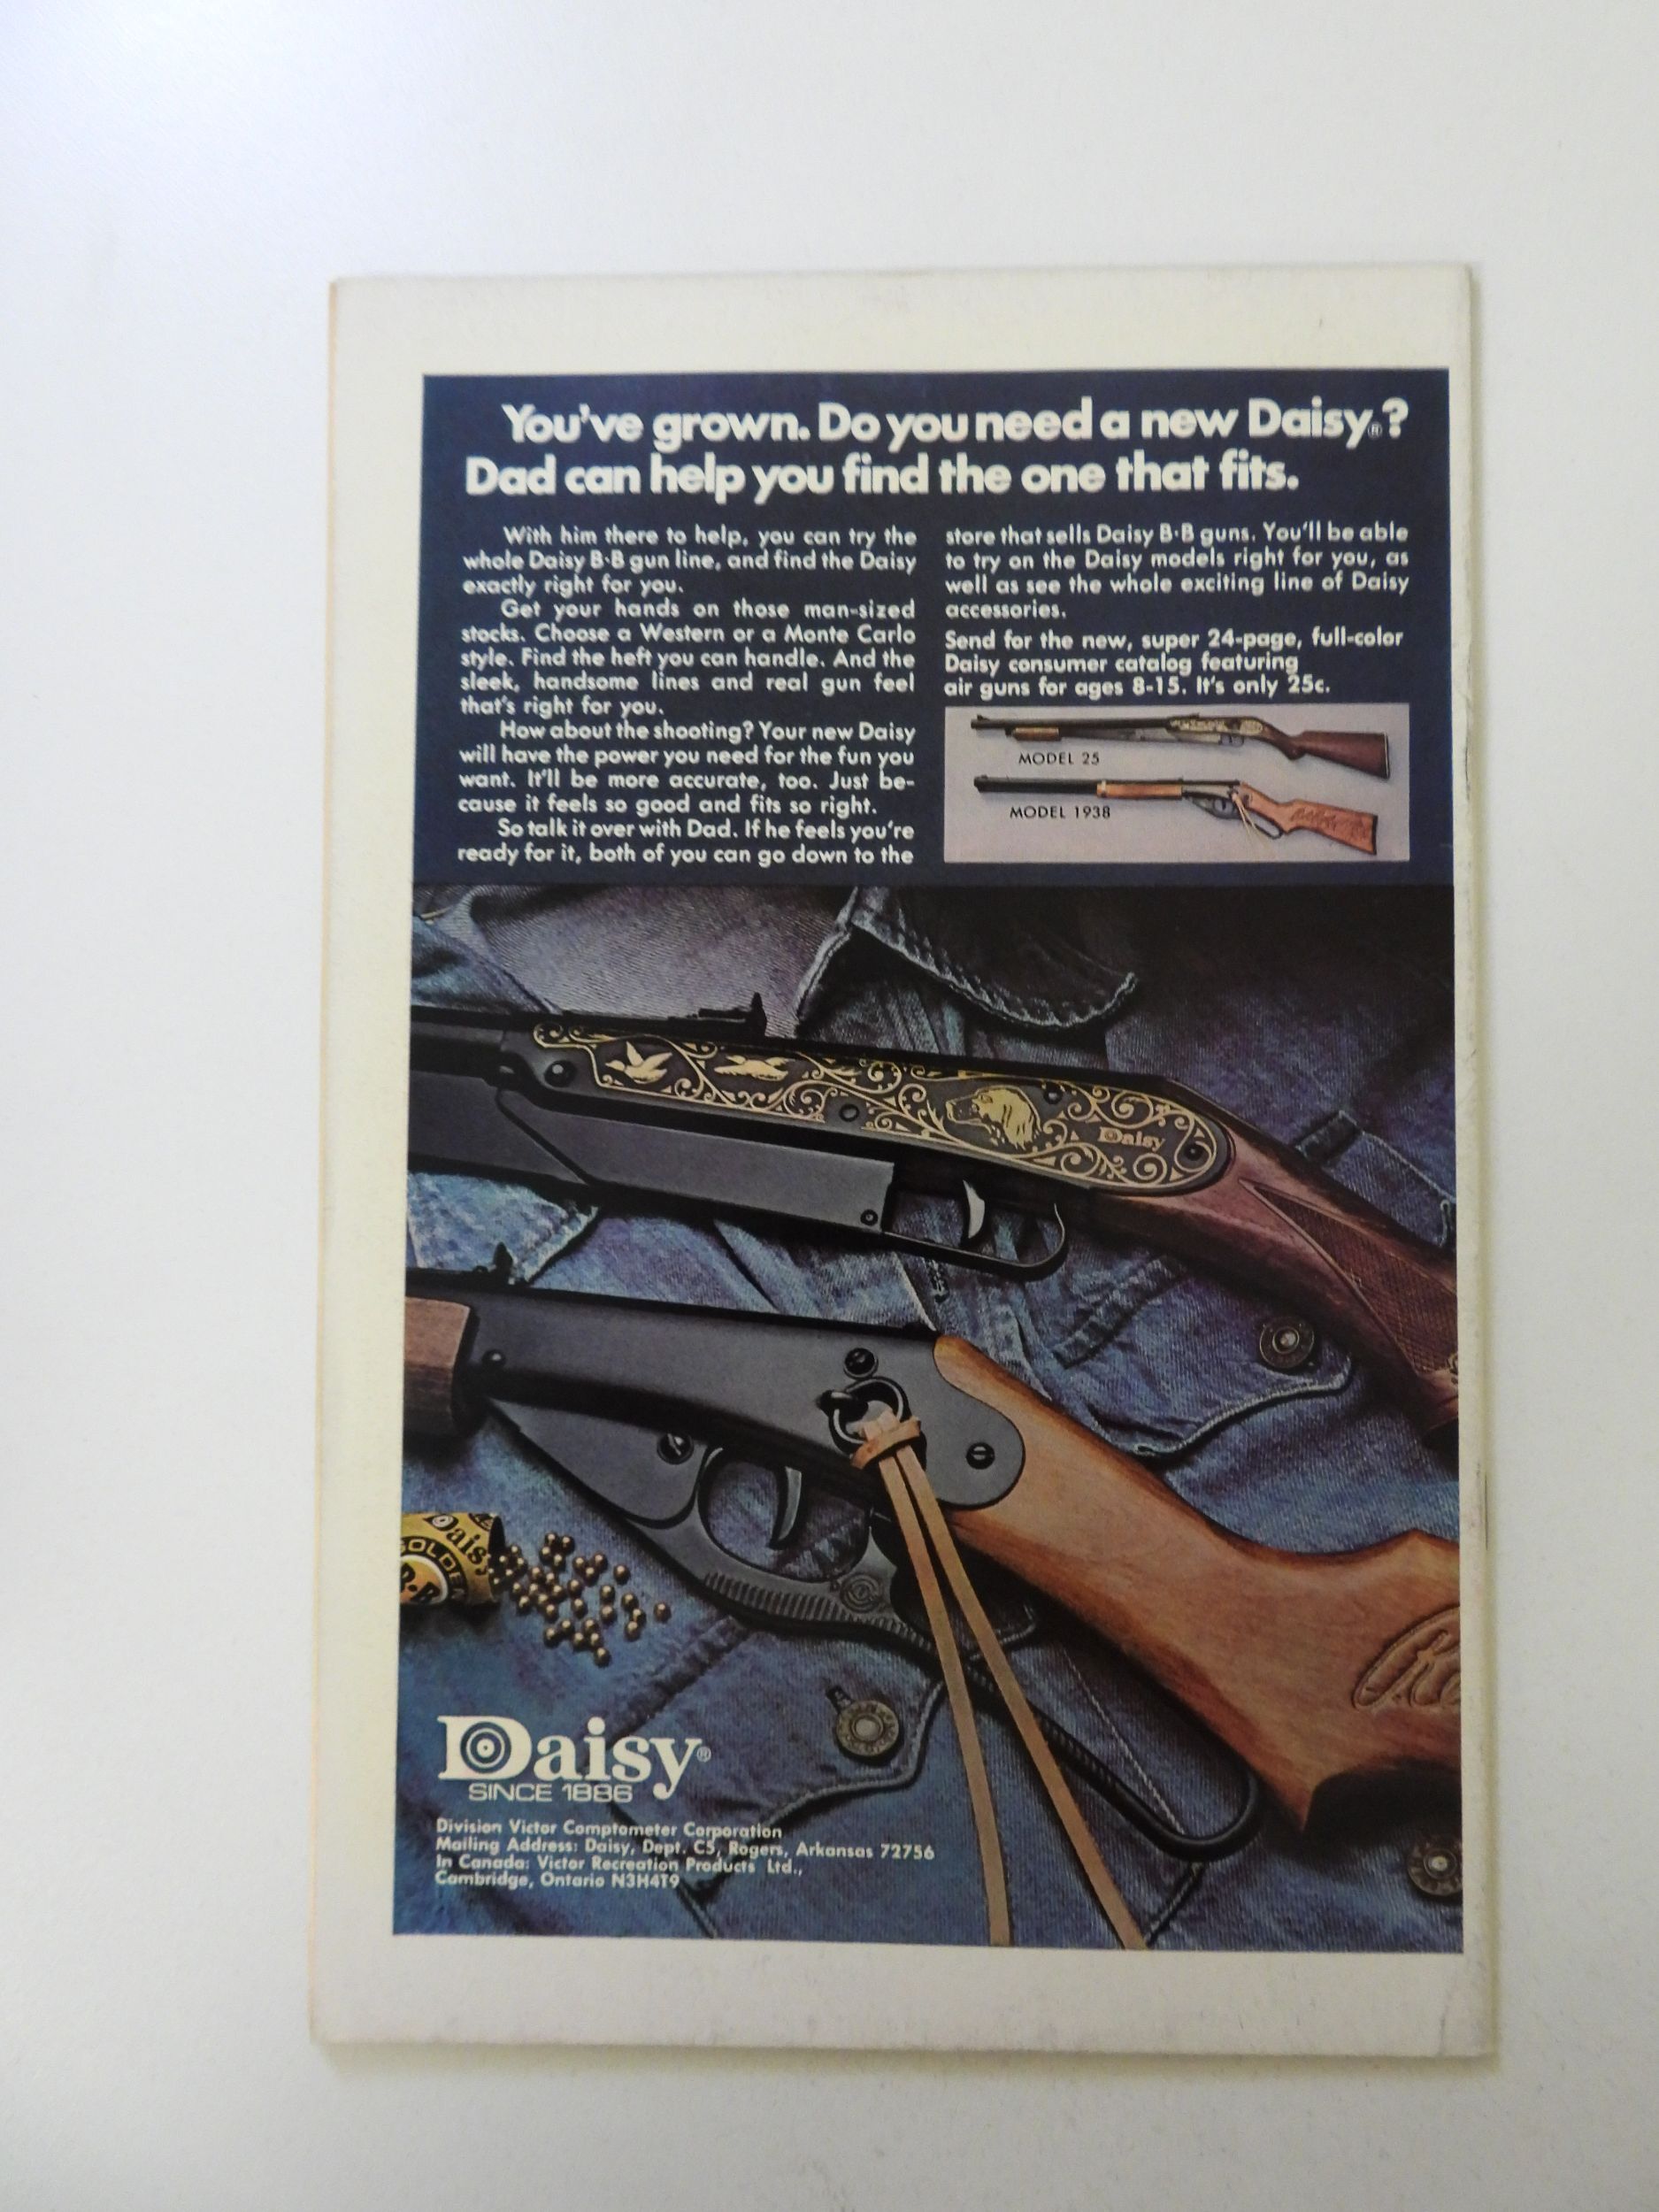 You've grown. Do you need a new Daisy®?
Dad can help you find the one that fits.
With him there to help, you can try the
whole Daisy B·B gun line, and find the Daisy
exactly right for you.
Get your hands on those man-sized
stocks. Choose a Western or a Monte Carlo
style. Find the heft you can handle. And the
sleek, handsome lines and real gun feel
that's right for you.
How about the shooting? Your new Daisy
will have the power you need for the fun you
want. It'll be more accurate, too. Just be-
cause it feels so good and fits so right.
So talk it over with Dad. If he feels you're
ready for it, both of you can go down to the
store that sells Daisy B·B guns. You'll be able
to try on the Daisy models right for you, as
well as see the whole exciting line of Daisy
accessories.
Send for the new, super 24-page, full-color
Daisy consumer catalog featuring
air guns for ages 8-15. It's only 25c.
MODEL 25
MODEL 1938
Daisy
Daisy
GOLDEN
B·B
Daisy®
SINCE 1886
Division Victor Comptometer Corporation
Mailing Address: Daisy, Dept. C5, Rogers, Arkansas 72756
In Canada: Victor Recreation Products Ltd.,
Cambridge, Ontario N3H4T9